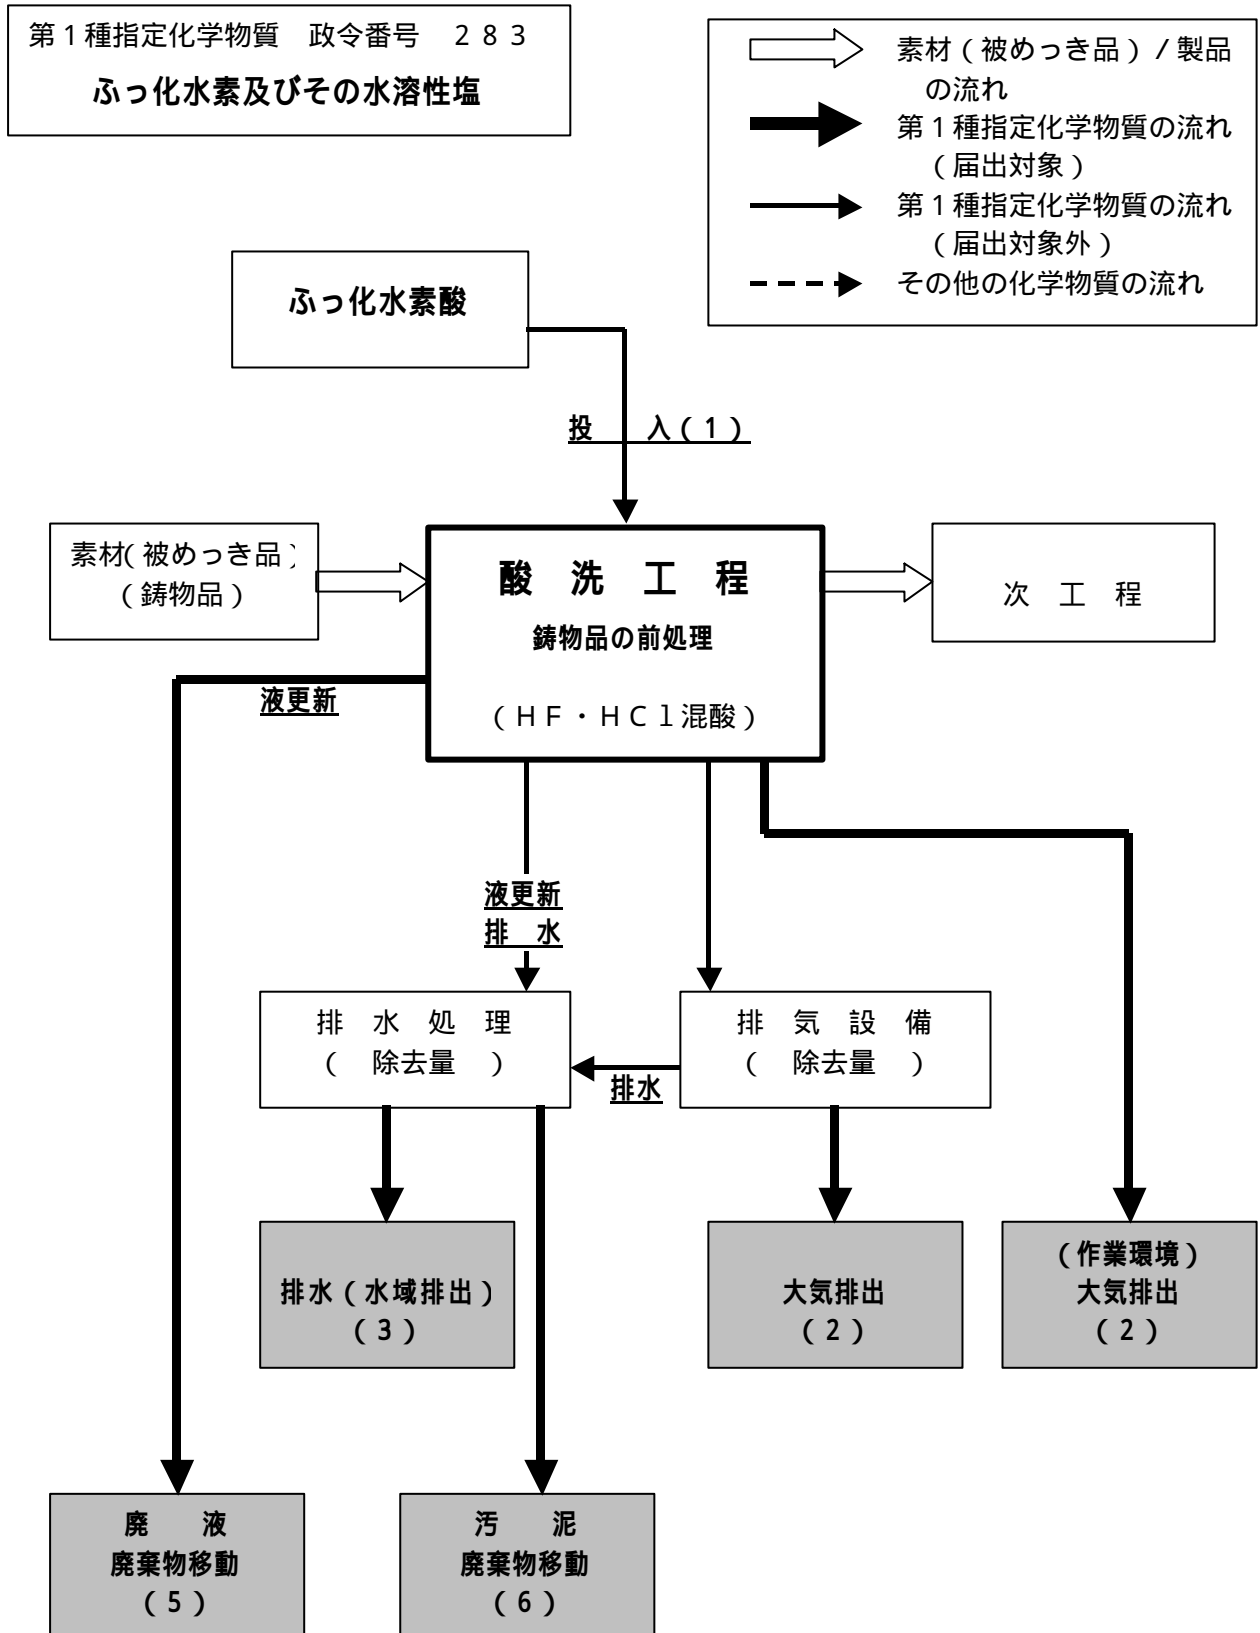 第1種指定化学物質　政令番号　２８３
ふっ化水素及びその水溶性塩
素材（被めっき品）/製品
の流れ
第1種指定化学物質の流れ
（届出対象）
第1種指定化学物質の流れ
（届出対象外）
その他の化学物質の流れ
ふっ化水素酸
投　　入（１）
素材（被めっき品）
（鋳物品）
酸　洗　工　程
鋳物品の前処理
（ＨＦ・ＨＣｌ混酸）
次　工　程
液更新
液更新
排　水
排　水　処　理
（　除去量　）
排水
排　気　設　備
（　除去量　）
排水（水域排出）
（３）
大気排出
（２）
（作業環境）
大気排出
（２）
廃　　液
廃棄物移動
（５）
汚　　泥
廃棄物移動
（６）